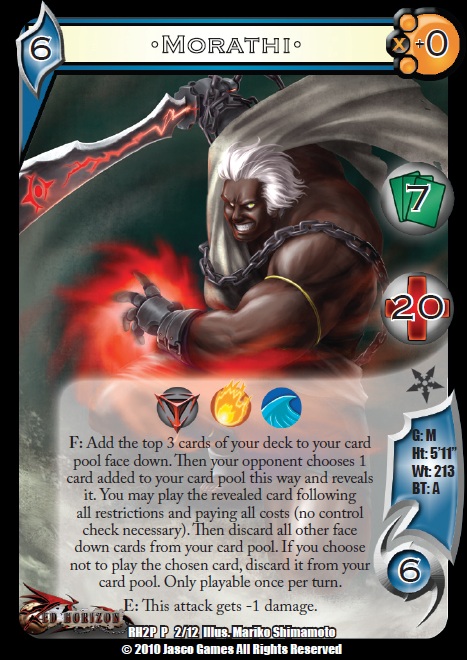 6
·MORATHI·
X +0
7
20
G: M
Ht: 5'11"
Wt: 213
BT: A
6
F: Add the top 3 cards of your deck to your card
pool face down. Then your opponent chooses 1
card added to your card pool this way and reveals
it. You may play the revealed card following
all restrictions and paying all costs (no control
check necessary). Then discard all other face
down cards from your card pool. If you choose
not to play the chosen card, discard it from your
card pool. Only playable once per turn.
E: This attack gets -1 damage.
RED HORIZON
RH2P P 2/12 Illus. Mariko Shimamoto
© 2010 Jasco Games All Rights Reserved